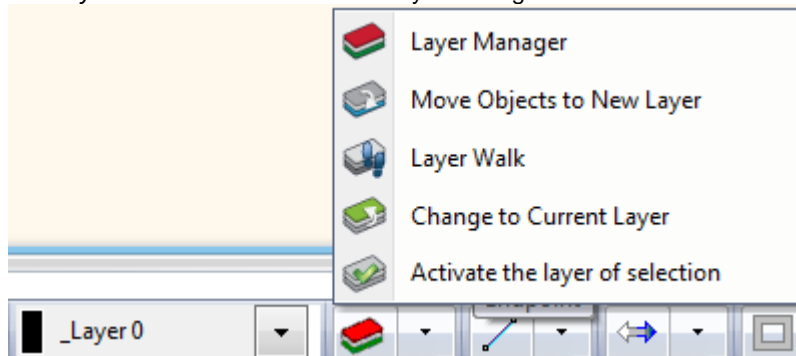 Layer Manager
Move Objects to New Layer
Layer Walk
Change to Current Layer
Activate the layer of selection
_Layer 0